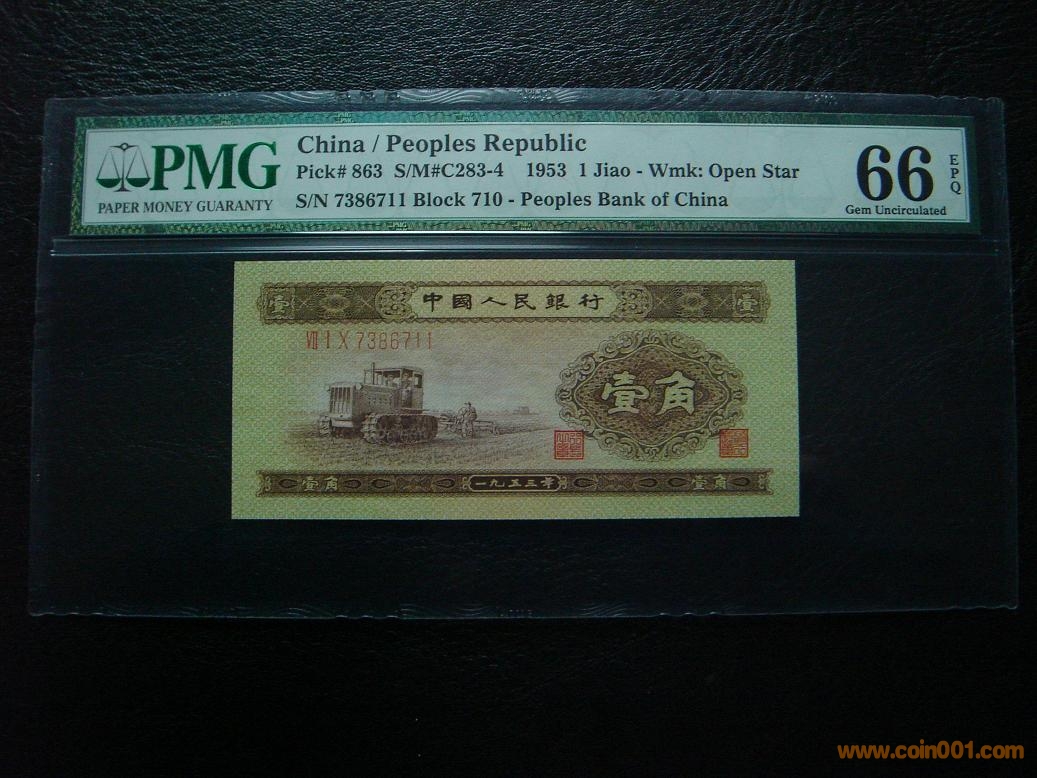 PMG
PAPER MONEY GUARANTY
China / Peoples Republic
Pick# 863 S/M#C283-4 1953 1 Jiao - Wmk: Open Star
S/N 7386711 Block 710 - Peoples Bank of China
66
EPQ
Gem Uncirculated
壹 中國人民銀行 壹
Ⅶ Ⅰ Ⅹ 7386711
壹角
壹角 一九五三年 壹角
www.coin001.com